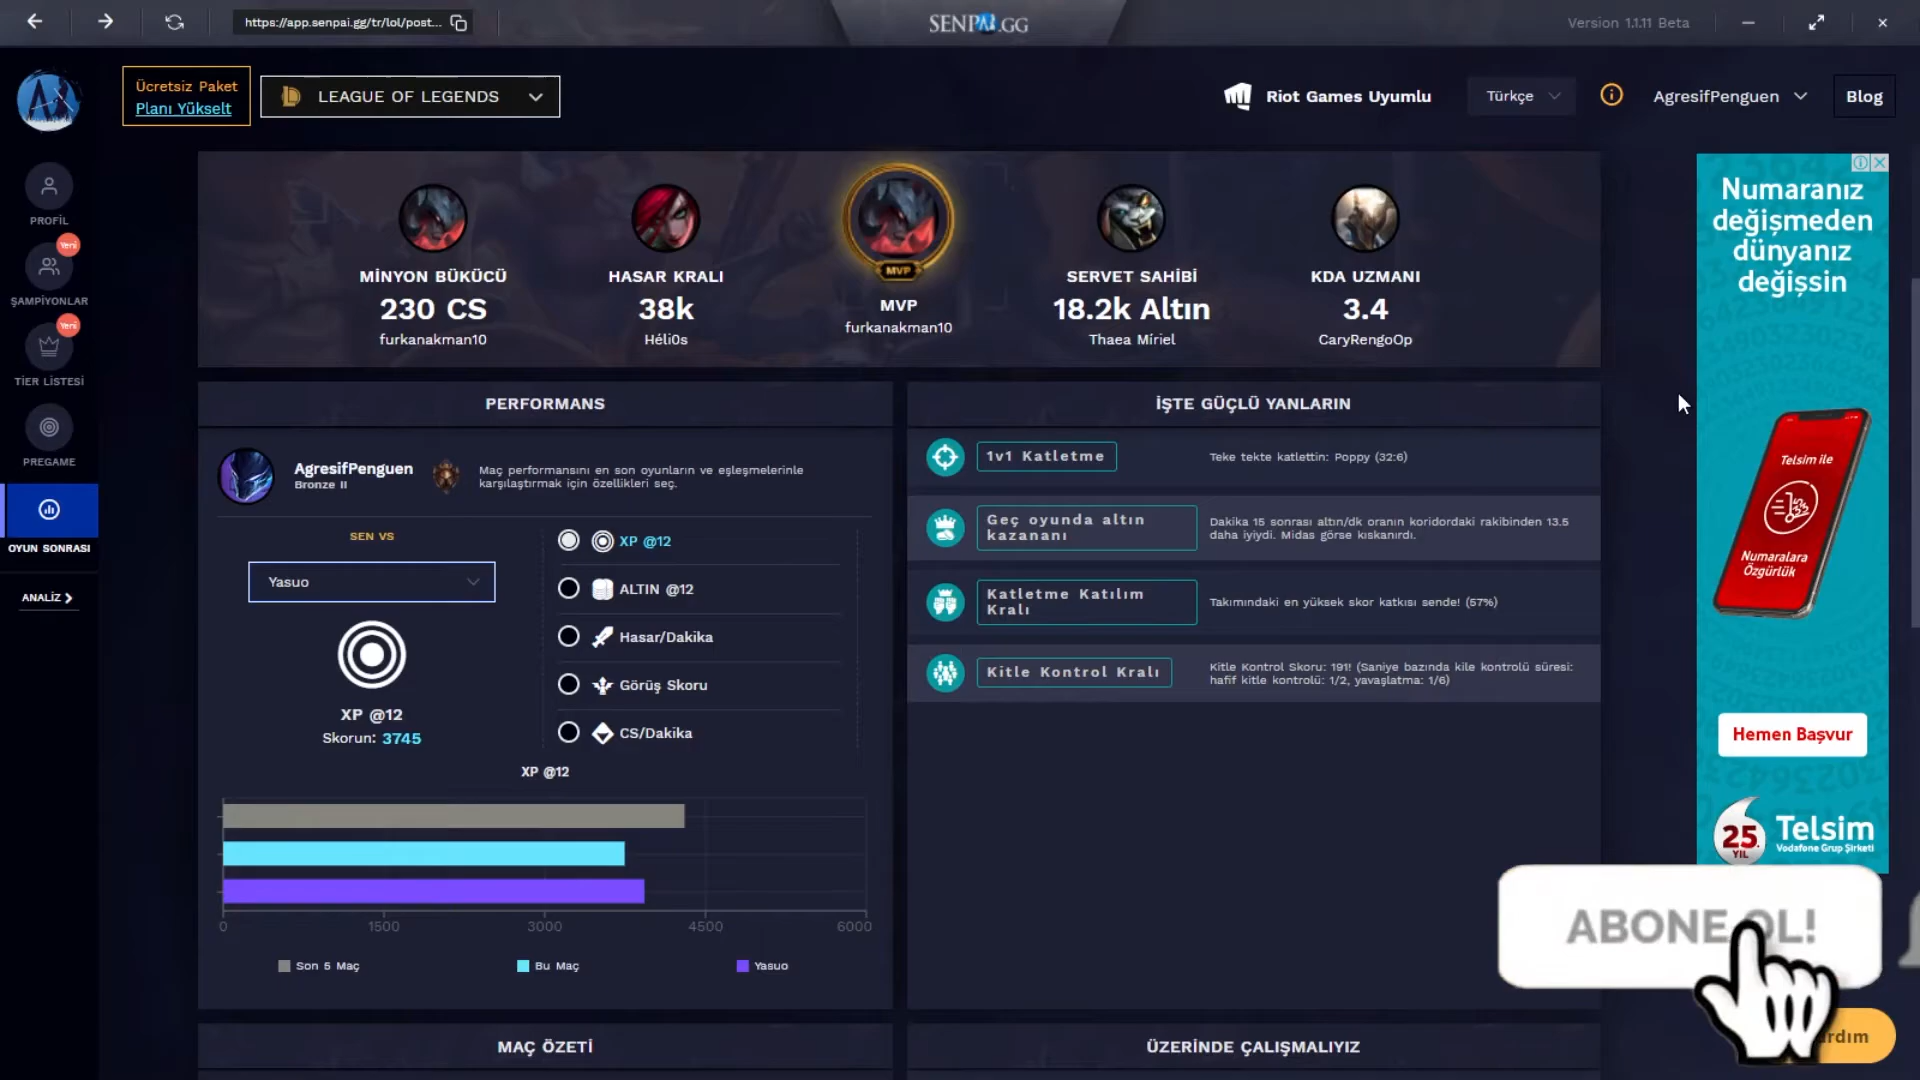 https://app.senpai.gg/tr/lol/post...
SENPAI.GG
Version 1.1.11 Beta
Ücretsiz Paket
Planı Yükselt
LEAGUE OF LEGENDS
Riot Games Uyumlu
Türkçe
AgresifPenguen
Blog
PROFİL
Yeni
ŞAMPİYONLAR
Yeni
TİER LİSTESİ
PREGAME
OYUN SONRASI
ANALİZ
MİNYON BÜKÜCÜ
230 CS
furkanakman10
HASAR KRALI
38k
Héli0s
MVP
MVP
furkanakman10
SERVET SAHİBİ
18.2k Altın
Thaea Míriel
KDA UZMANI
3.4
CaryRengoOp
PERFORMANS
AgresifPenguen
Bronze II
Maç performansını en son oyunların ve eşleşmelerinle
karşılaştırmak için özellikleri seç.
SEN VS
Yasuo
XP @12
Skorun: 3745
XP @12
ALTIN @12
Hasar/Dakika
Görüş Skoru
CS/Dakika
XP @12
0
1500
3000
4500
6000
Son 5 Maç
Bu Maç
Yasuo
MAÇ ÖZETİ
İŞTE GÜÇLÜ YANLARIN
1v1 Katletme
Teke tekte katlettin: Poppy (32:6)
Geç oyunda altın
kazananı
Dakika 15 sonrası altın/dk oranın koridordaki rakibinden 13.5
daha iyiydi. Midas görse kıskanırdı.
Katletme Katılım
Kralı
Takımındaki en yüksek skor katkısı sende! (57%)
Kitle Kontrol Kralı
Kitle Kontrol Skoru: 191! (Saniye bazında kile kontrolü süresi:
hafif kitle kontrolü: 1/2, yavaşlatma: 1/6)
ÜZERİNDE ÇALIŞMALIYIZ
Numaranız
değişmeden
dünyanız
değişsin
Telsim ile
Numaralara
Özgürlük
Hemen Başvur
25.
YIL
Telsim
Vodafone Grup Şirketi
ABONE OL!